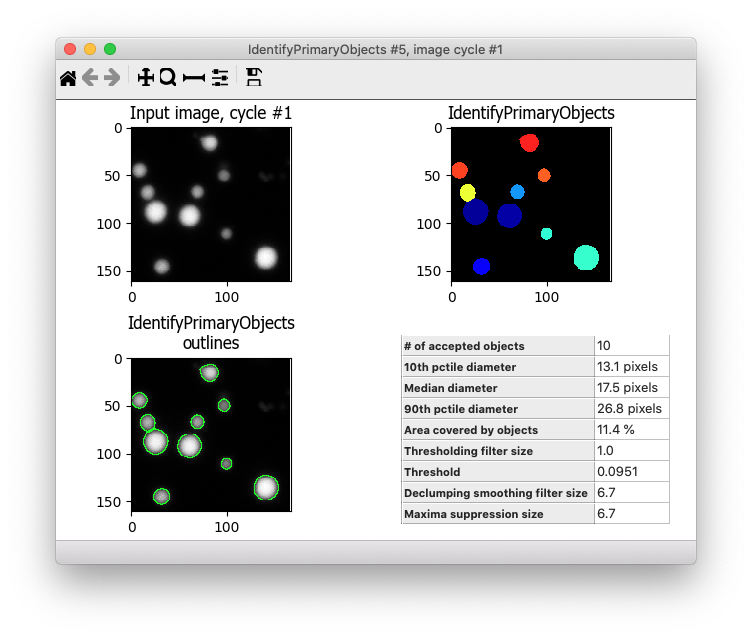 IdentifyPrimaryObjects #5, image cycle #1
Input image, cycle #1
0
50
100
150
0 100
IdentifyPrimaryObjects
0
50
100
150
0 100
IdentifyPrimaryObjects
outlines
0
50
100
150
0 100
# of accepted objects 10
10th pctile diameter 13.1 pixels
Median diameter 17.5 pixels
90th pctile diameter 26.8 pixels
Area covered by objects 11.4 %
Thresholding filter size 1.0
Threshold 0.0951
Declumping smoothing filter size 6.7
Maxima suppression size 6.7